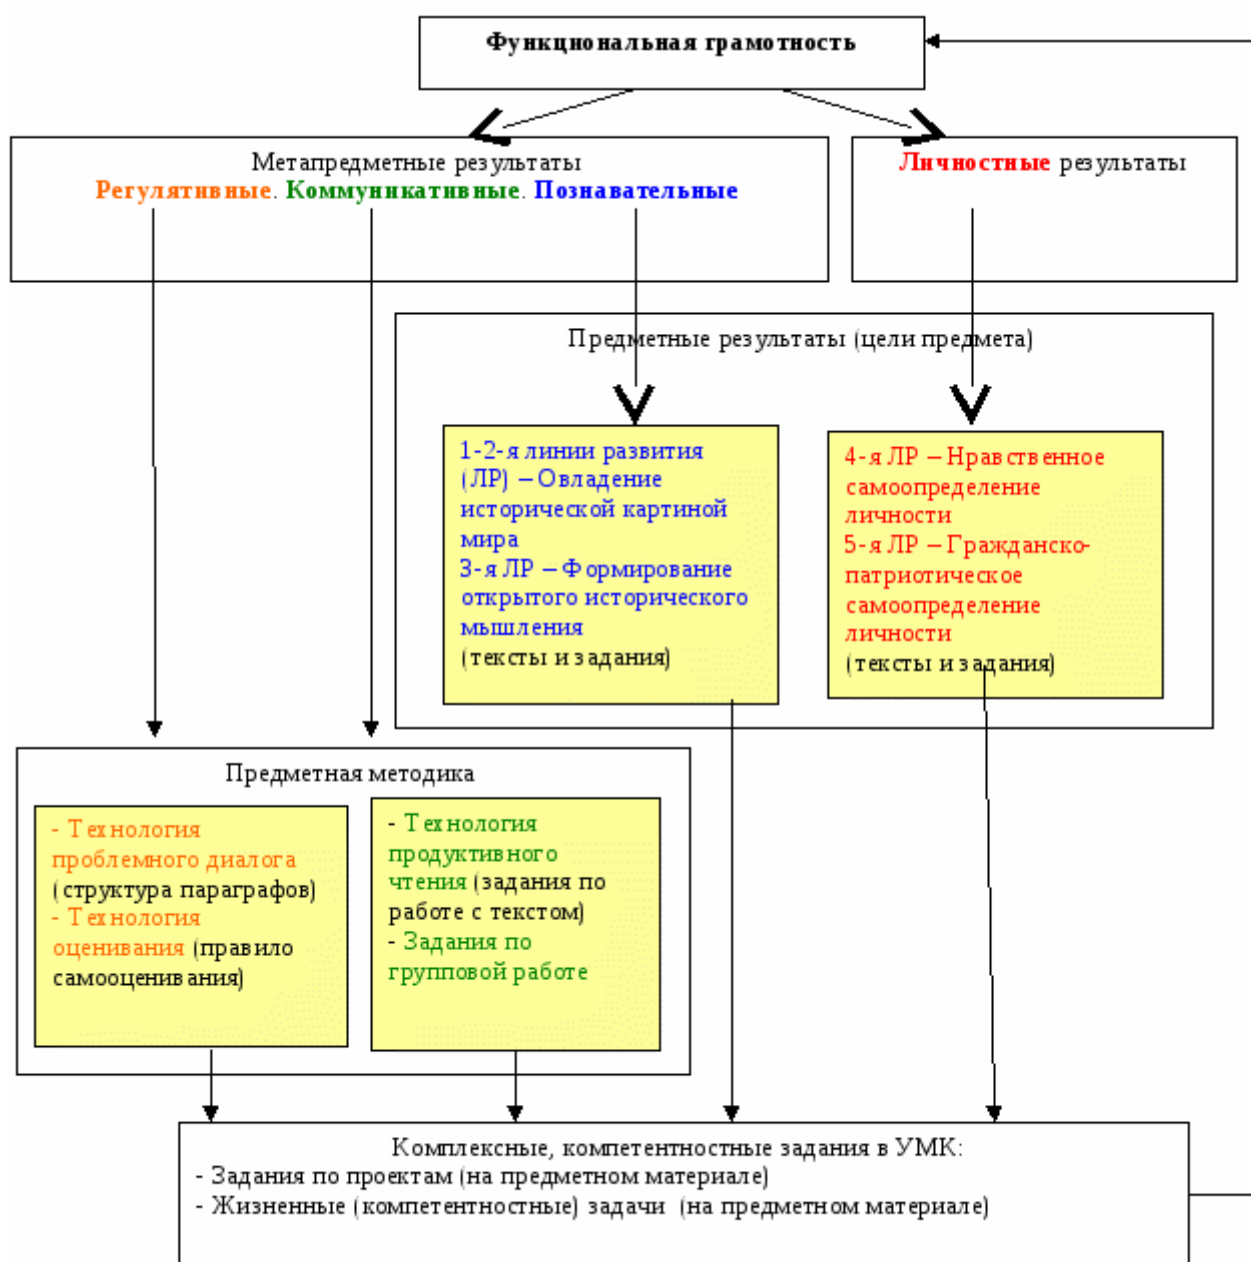 Функциональная грамотность
Метапредметные результаты
Регулятивные. Коммуникативные. Познавательные
Личностные результаты
Предметные результаты (цели предмета)
1-2-я линии развития
(ЛР) – Овладение
исторической картиной
мира
3-я ЛР – Формирование
открытого исторического
мышления
(тексты и задания)
4-я ЛР – Нравственное
самоопределение
личности
5-я ЛР – Гражданско-
патриотическое
самоопределение
личности
(тексты и задания)
Предметная методика
- Технология
проблемного диалога
(структура параграфов)
- Технология
оценивания (правило
самооценивания)
- Технология
продуктивного
чтения (задания по
работе с текстом)
- Задания по
групповой работе
Комплексные, компетентностные задания в УМК:
- Задания по проектам (на предметном материале)
- Жизненные (компетентностные) задачи (на предметном материале)